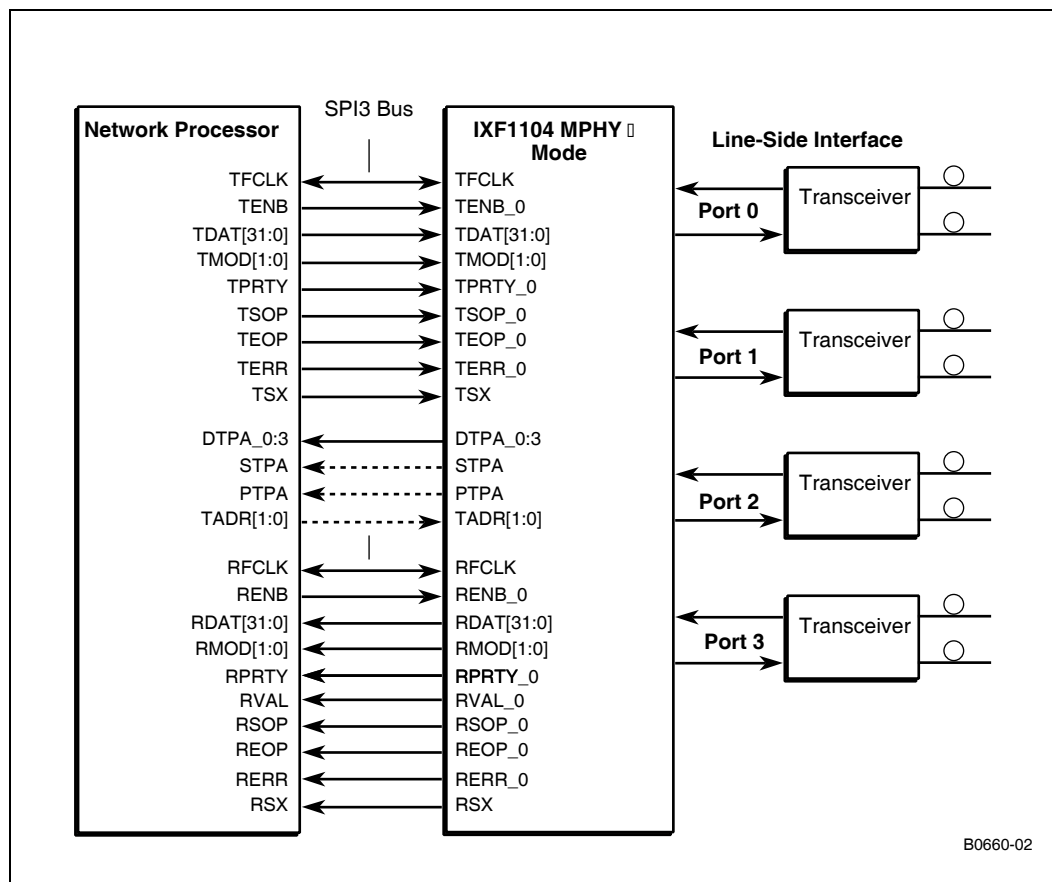 SPI3 Bus
Network Processor
IXF1104 MPHY
Mode
Line-Side Interface
TFCLK TFCLK
TENB TENB_0
TDAT[31:0] TDAT[31:0]
TMOD[1:0] TMOD[1:0]
TPRTY TPRTY_0
TSOP TSOP_0
TEOP TEOP_0
TERR TERR_0
TSX TSX
DTPA_0:3 DTPA_0:3
STPA STPA
PTPA PTPA
TADR[1:0] TADR[1:0]
RFCLK RFCLK
RENB RENB_0
RDAT[31:0] RDAT[31:0]
RMOD[1:0] RMOD[1:0]
RPRTY RPRTY_0
RVAL RVAL_0
RSOP RSOP_0
REOP REOP_0
RERR RERR_0
RSX RSX
Port 0
Transceiver
Port 1
Transceiver
Port 2
Transceiver
Port 3
Transceiver
B0660-02